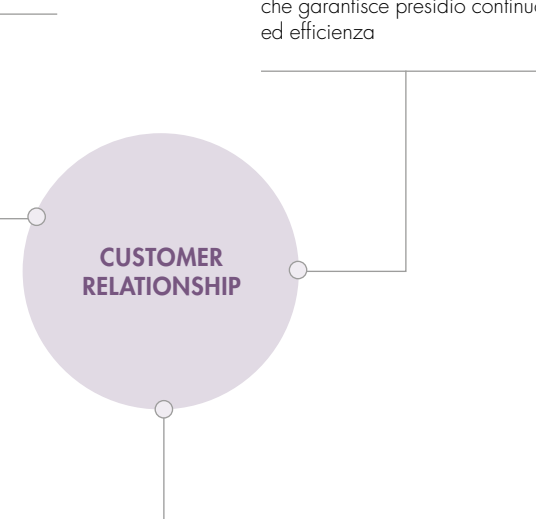 che garantisce presidio continuo
ed efficienza
CUSTOMER
RELATIONSHIP